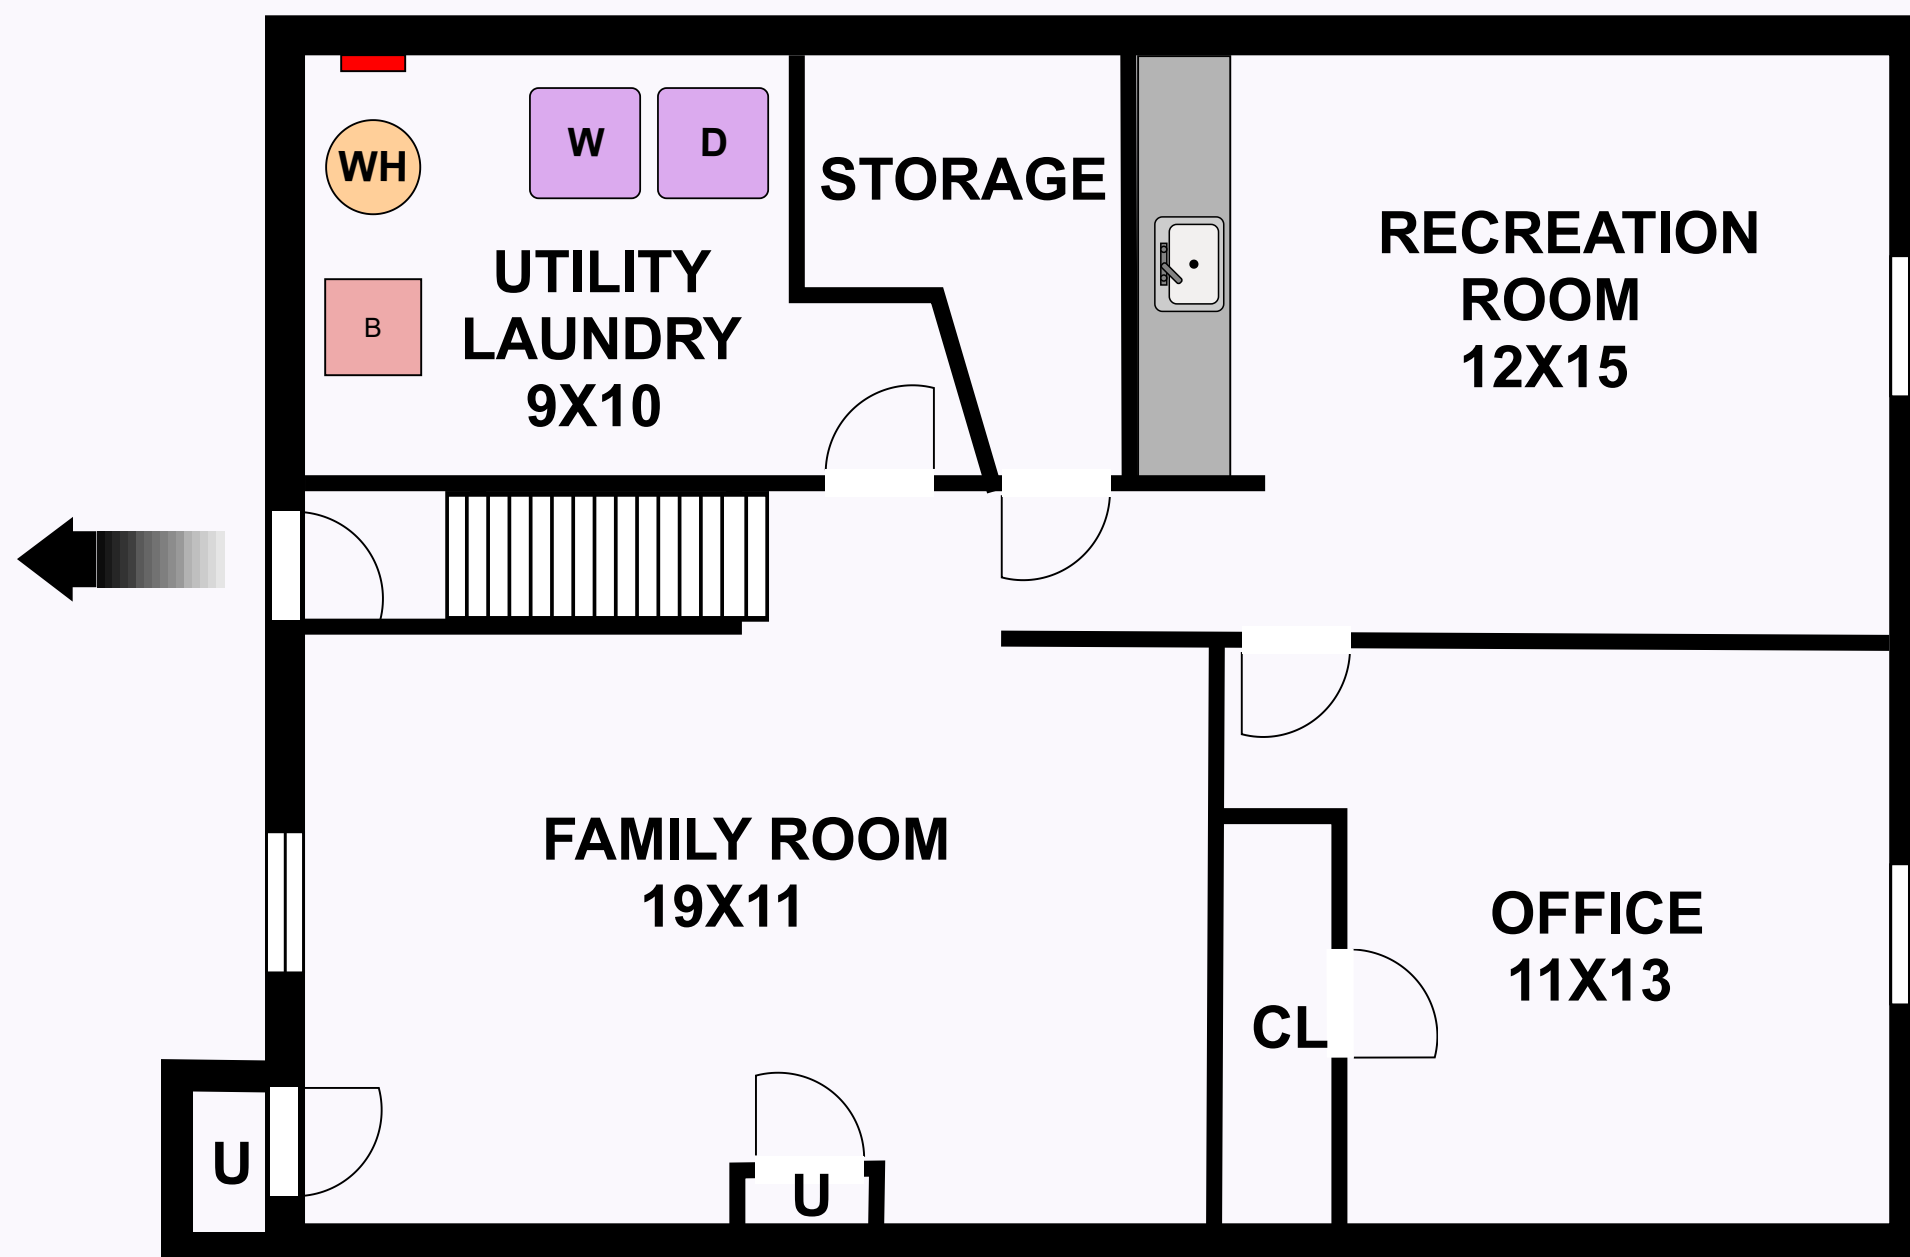 WH
W
D
STORAGE
UTILITY
LAUNDRY
9X10
B
RECREATION
ROOM
12X15
FAMILY ROOM
19X11
OFFICE
11X13
CL
U
U